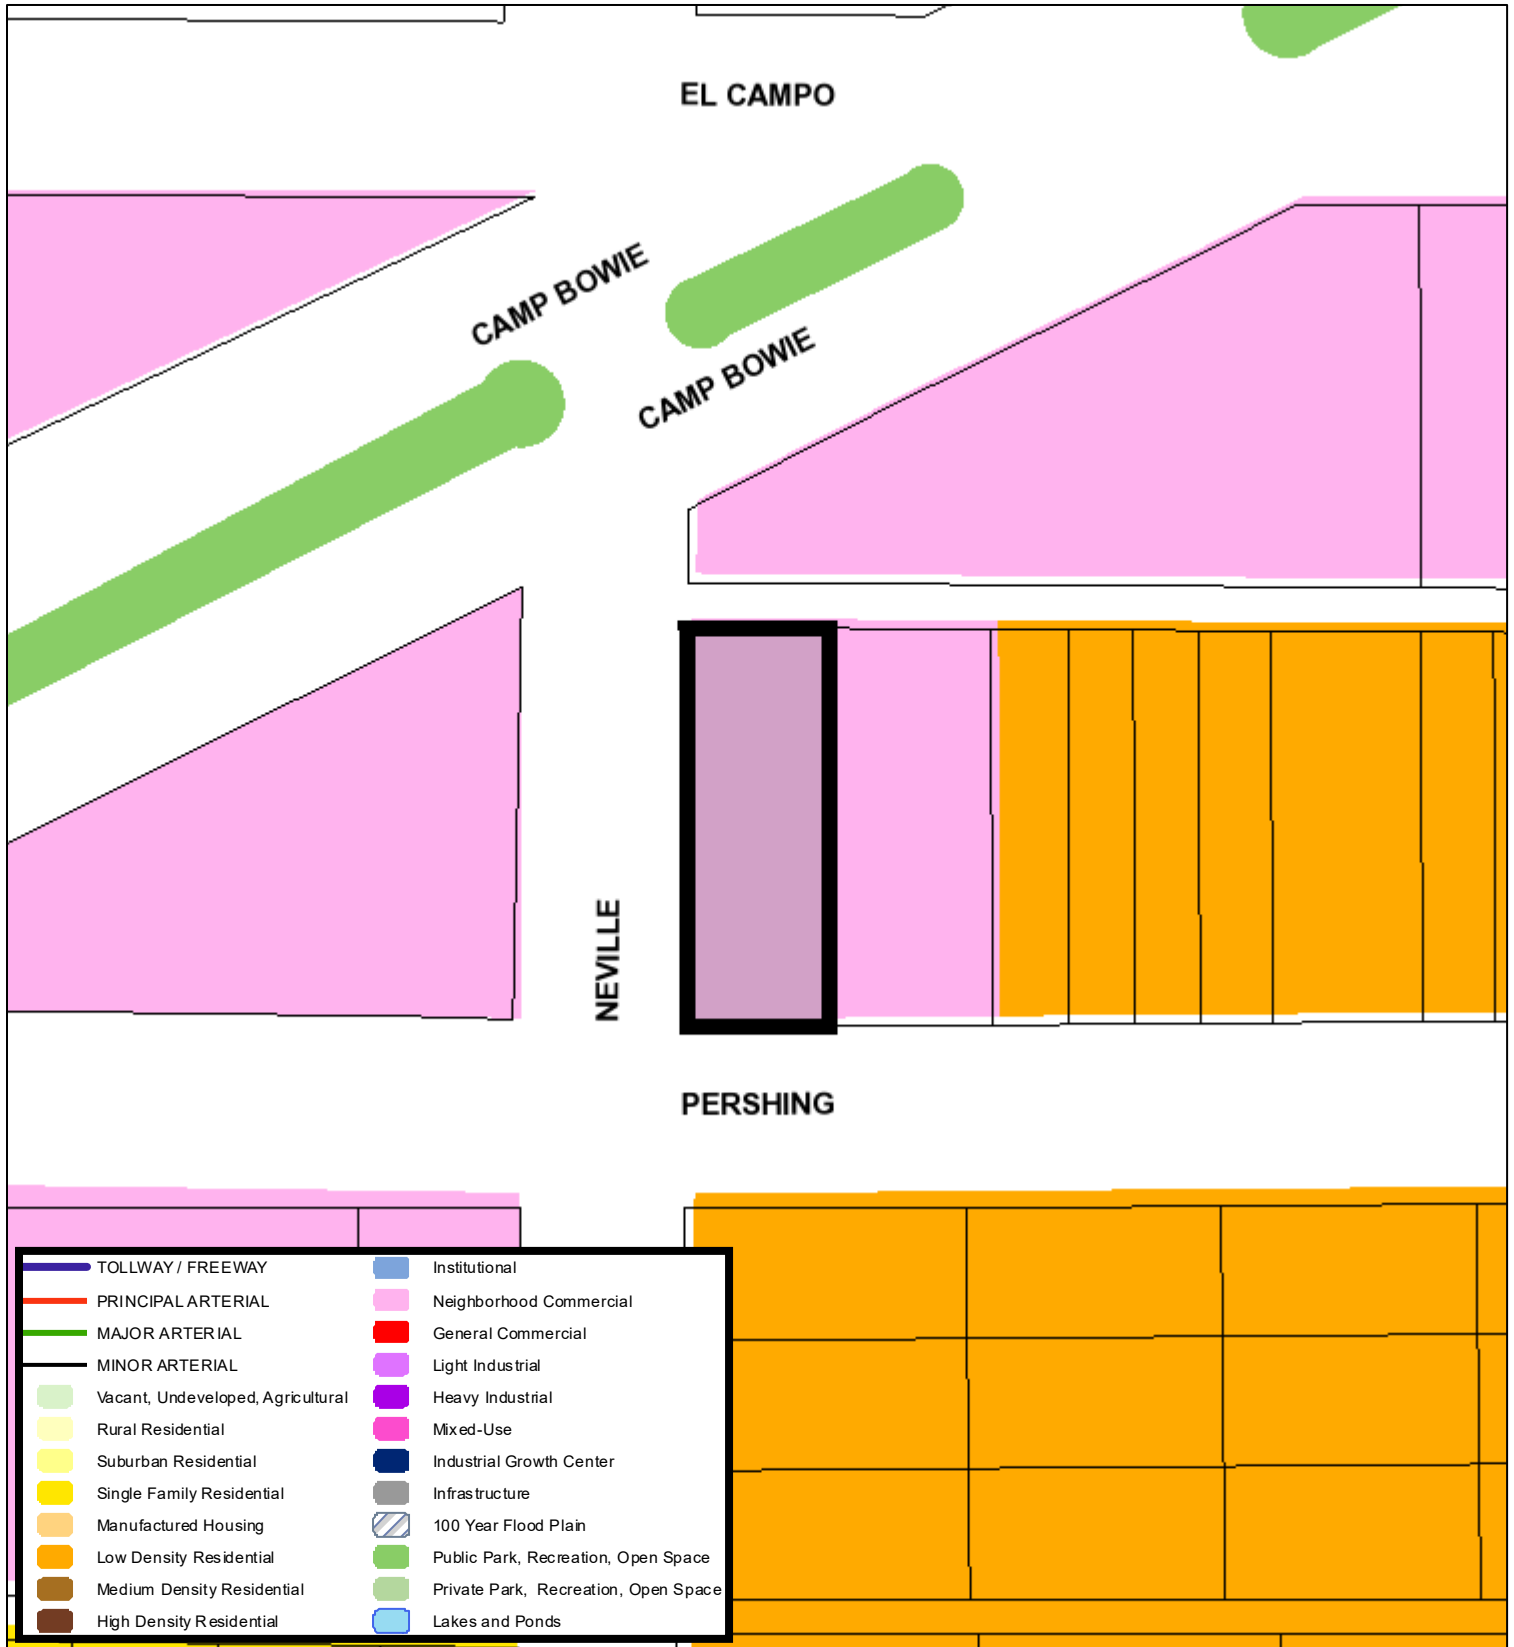 EL CAMPO
CAMP BOWIE
CAMP BOWIE
NEVILLE
PERSHING
TOLLWAY / FREEWAY
PRINCIPAL ARTERIAL
MAJOR ARTERIAL
MINOR ARTERIAL
Vacant, Undeveloped, Agricultural
Rural Residential
Suburban Residential
Single Family Residential
Manufactured Housing
Low Density Residential
Medium Density Residential
High Density Residential
Institutional
Neighborhood Commercial
General Commercial
Light Industrial
Heavy Industrial
Mixed-Use
Industrial Growth Center
Infrastructure
100 Year Flood Plain
Public Park, Recreation, Open Space
Private Park, Recreation, Open Space
Lakes and Ponds